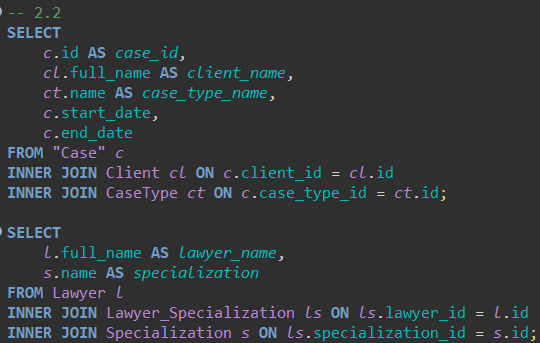 -- 2.2
SELECT
    c.id AS case_id,
    cl.full_name AS client_name,
    ct.name AS case_type_name,
    c.start_date,
    c.end_date
FROM "Case" c
INNER JOIN Client cl ON c.client_id = cl.id
INNER JOIN CaseType ct ON c.case_type_id = ct.id;

SELECT
    l.full_name AS lawyer_name,
    s.name AS specialization
FROM Lawyer l
INNER JOIN Lawyer_Specialization ls ON ls.lawyer_id = l.id
INNER JOIN Specialization s ON ls.specialization_id = s.id;